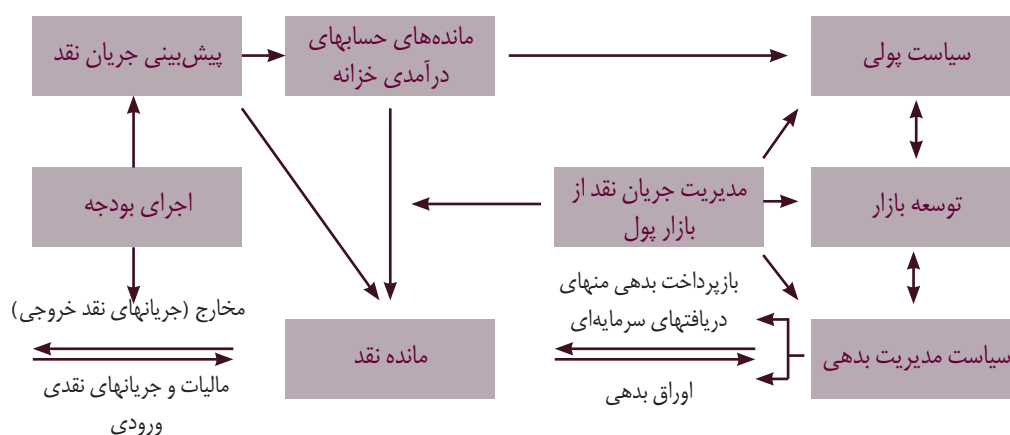 سیاست پولی
مانده‌های حسابهای
درآمدی خزانه
پیش‌بینی جریان نقد
توسعه بازار
مدیریت جریان نقد از
بازار پول
اجرای بودجه
بازپرداخت بدهی منهای
دریافتهای سرمایه‌ای
مخارج (جریانهای نقد خروجی)
سیاست مدیریت بدهی
مانده نقد
اوراق بدهی
مالیات و جریانهای نقدی
ورودی